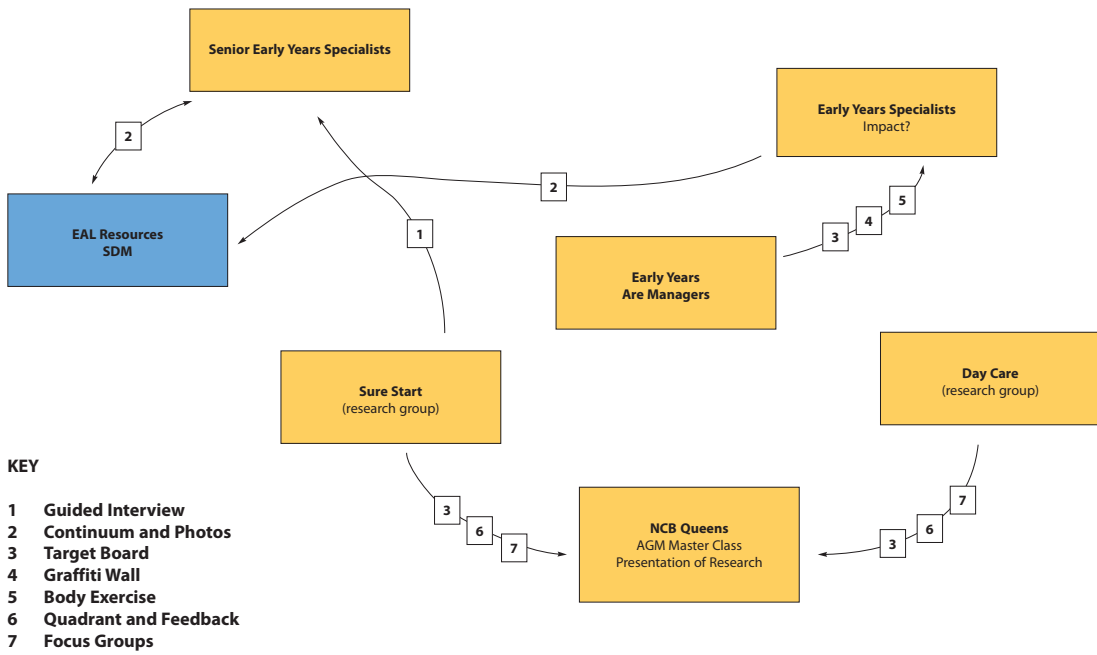 Senior Early Years Specialists
Early Years Specialists
Impact?
2
2
5
EAL Resources
SDM
1
4
3
Early Years
Are Managers
Sure Start
(research group)
Day Care
(research group)
KEY
1 Guided Interview
2 Continuum and Photos
3 Target Board
4 Graffiti Wall
5 Body Exercise
6 Quadrant and Feedback
7 Focus Groups
3
6
7
NCB Queens
AGM Master Class
Presentation of Research
7
6
3